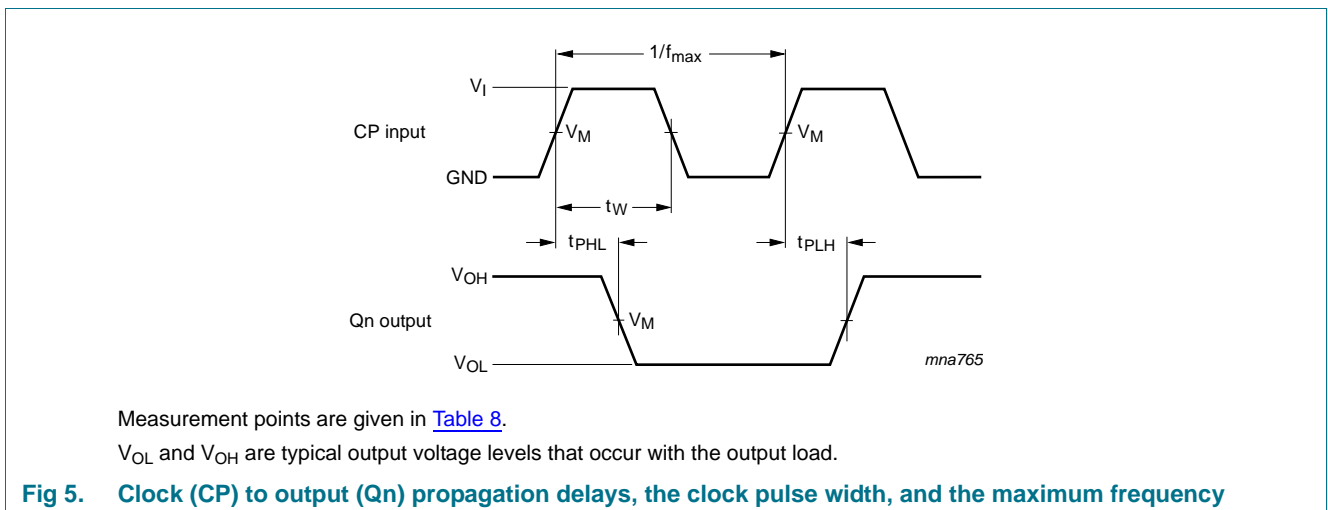 1/fmax
VI
CP input
VM
VM
GND
tW
tPHL
tPLH
VOH
Qn output
VM
VOL
mna765
Measurement points are given in Table 8.
VOL and VOH are typical output voltage levels that occur with the output load.
Fig 5. Clock (CP) to output (Qn) propagation delays, the clock pulse width, and the maximum frequency